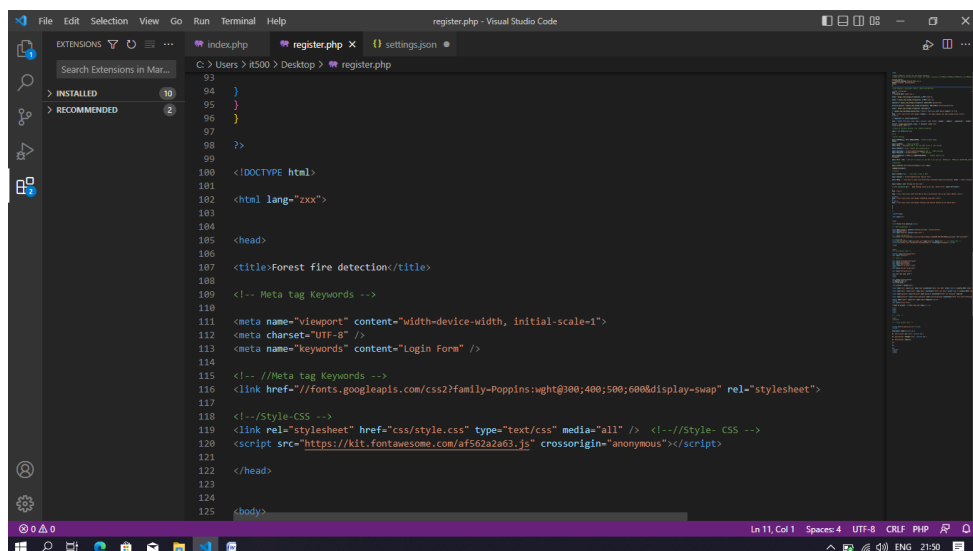 File Edit Selection View Go Run Terminal Help register.php - Visual Studio Code
EXTENSIONS
index.php register.php settings.json
Search Extensions in Mar...
C: > Users > it500 > Desktop > register.php
INSTALLED 10
RECOMMENDED 2
93
94 }
95 }
96 }
97
98 ?>
99
100 <!DOCTYPE html>
101
102 <html lang="zxx">
103
104
105 <head>
106
107 <title>Forest fire detection</title>
108
109 <!-- Meta tag Keywords -->
110
111 <meta name="viewport" content="width=device-width, initial-scale=1">
112 <meta charset="UTF-8" />
113 <meta name="keywords" content="Login Form" />
114
115 <!-- //Meta tag Keywords -->
116 <link href="//fonts.googleapis.com/css2?family=Poppins:wght@300;400;500;600&display=swap" rel="stylesheet">
117
118 <!--/Style-CSS -->
119 <link rel="stylesheet" href="css/style.css" type="text/css" media="all" /> <!--//Style- CSS -->
120 <script src="https://kit.fontawesome.com/af562a2a63.js" crossorigin="anonymous"></script>
121
122 </head>
123
124
125 <body>
1
2
0 0 Ln 11, Col 1 Spaces: 4 UTF-8 CRLF PHP
ENG 21:50